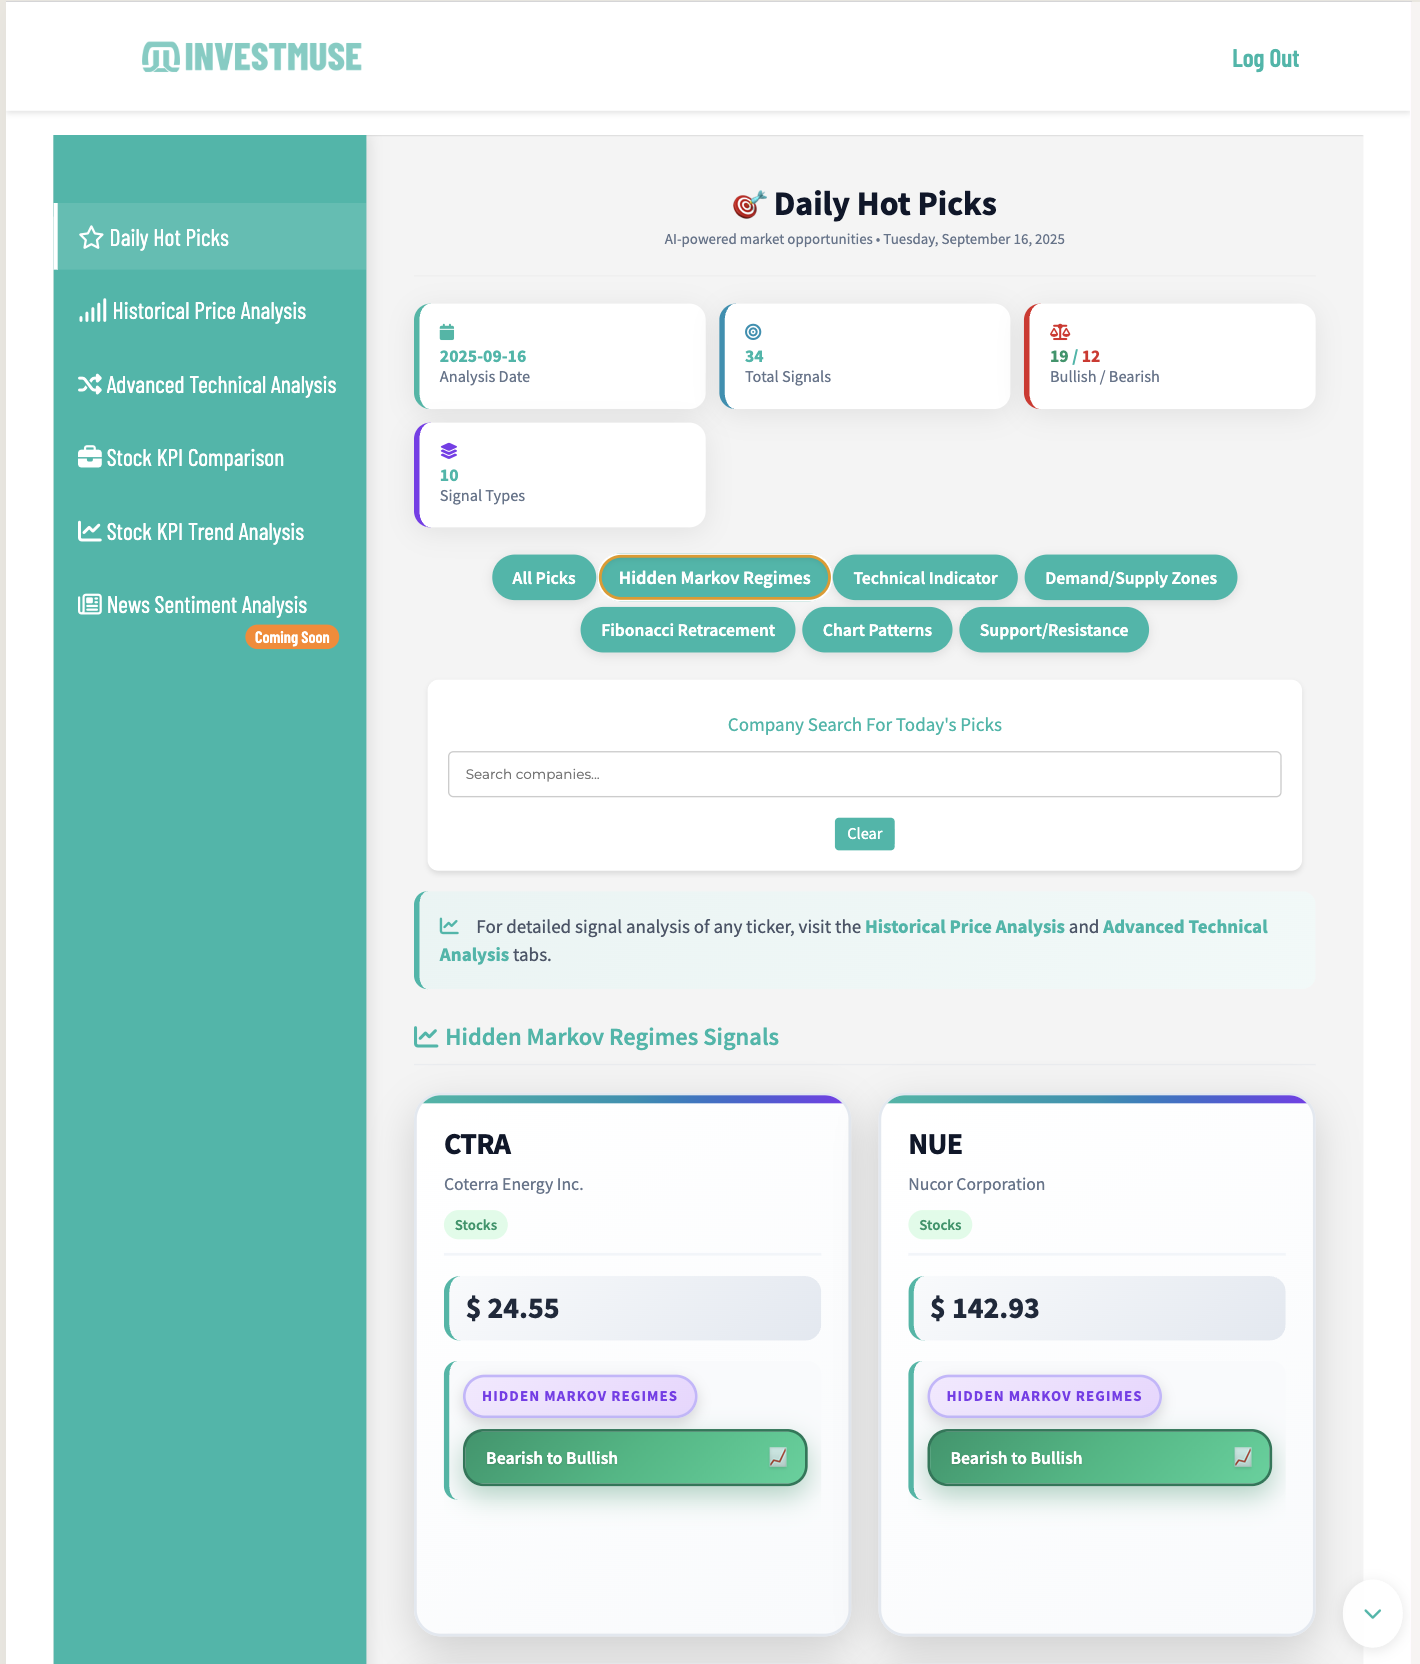 INVESTMUSE
Log Out
Daily Hot Picks
Historical Price Analysis
Advanced Technical Analysis
Stock KPI Comparison
Stock KPI Trend Analysis
News Sentiment Analysis
Coming Soon
🎯 Daily Hot Picks
AI-powered market opportunities • Tuesday, September 16, 2025
2025-09-16
Analysis Date
34
Total Signals
19 / 12
Bullish / Bearish
10
Signal Types
All Picks
Hidden Markov Regimes
Technical Indicator
Demand/Supply Zones
Fibonacci Retracement
Chart Patterns
Support/Resistance
Company Search For Today's Picks
Search companies...
Clear
For detailed signal analysis of any ticker, visit the Historical Price Analysis and Advanced Technical
Analysis tabs.
Hidden Markov Regimes Signals
CTRA
Coterra Energy Inc.
Stocks
$ 24.55
HIDDEN MARKOV REGIMES
Bearish to Bullish 📈
NUE
Nucor Corporation
Stocks
$ 142.93
HIDDEN MARKOV REGIMES
Bearish to Bullish 📈